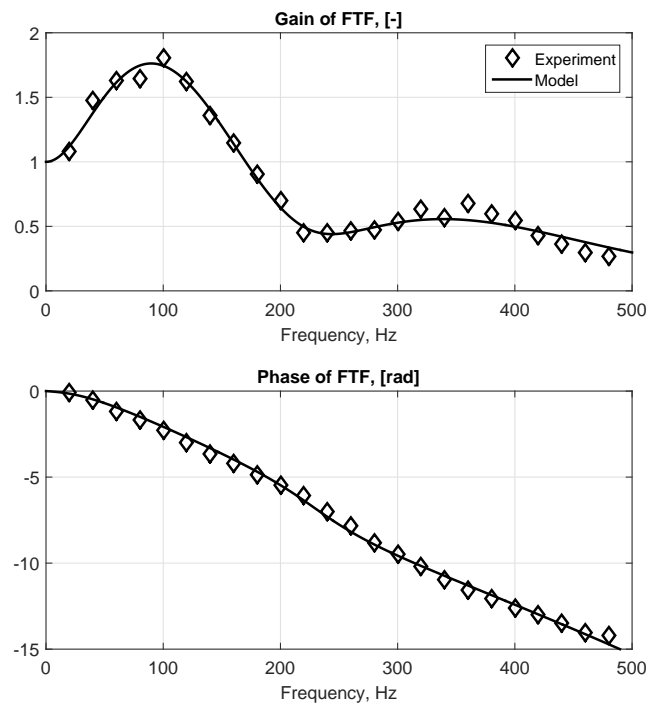 Gain of FTF, [-]
2
1.5
1
0.5
0
Experiment
Model
0 100 200 300 400 500
Frequency, Hz
Phase of FTF, [rad]
0
-5
-10
-15
0 100 200 300 400 500
Frequency, Hz